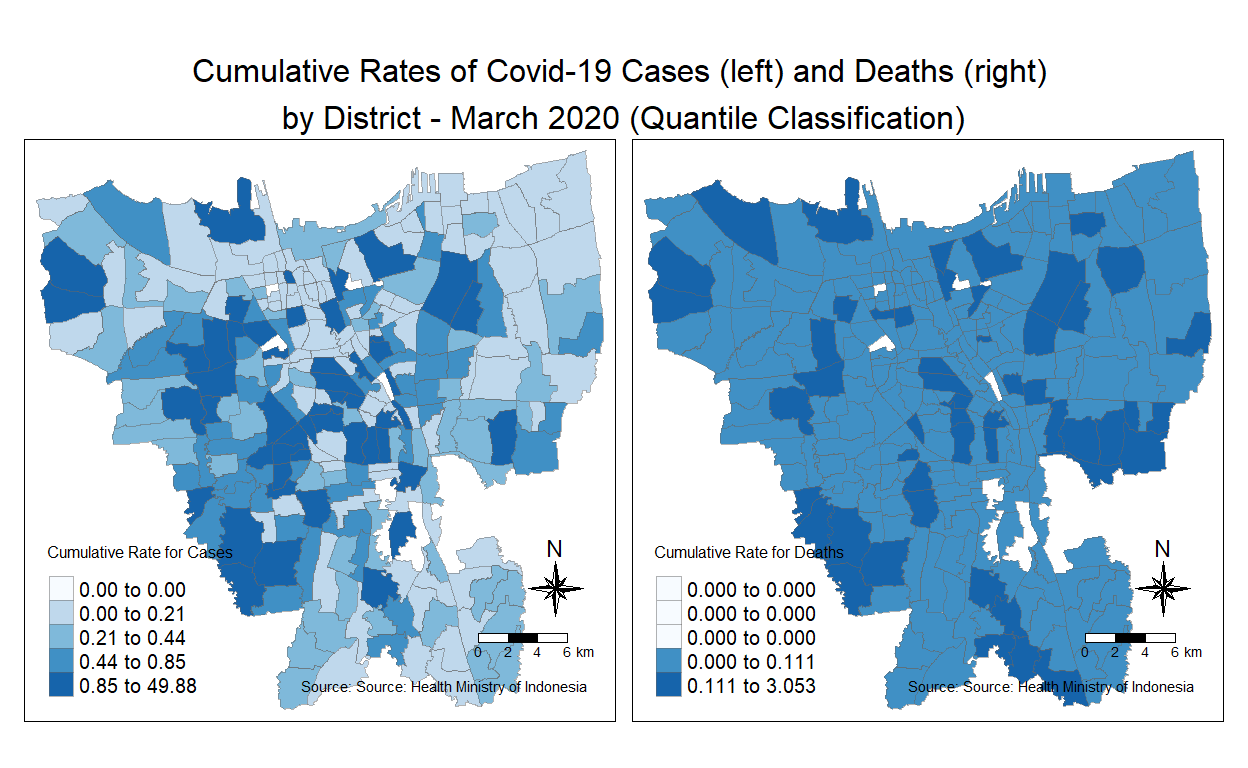 Cumulative Rates of Covid-19 Cases (left) and Deaths (right)
by District - March 2020 (Quantile Classification)
Cumulative Rate for Cases
0.00 to 0.00
0.00 to 0.21
0.21 to 0.44
0.44 to 0.85
0.85 to 49.88
N
0 2 4 6 km
Source: Source: Health Ministry of Indonesia
Cumulative Rate for Deaths
0.000 to 0.000
0.000 to 0.000
0.000 to 0.000
0.000 to 0.111
0.111 to 3.053
N
0 2 4 6 km
Source: Source: Health Ministry of Indonesia